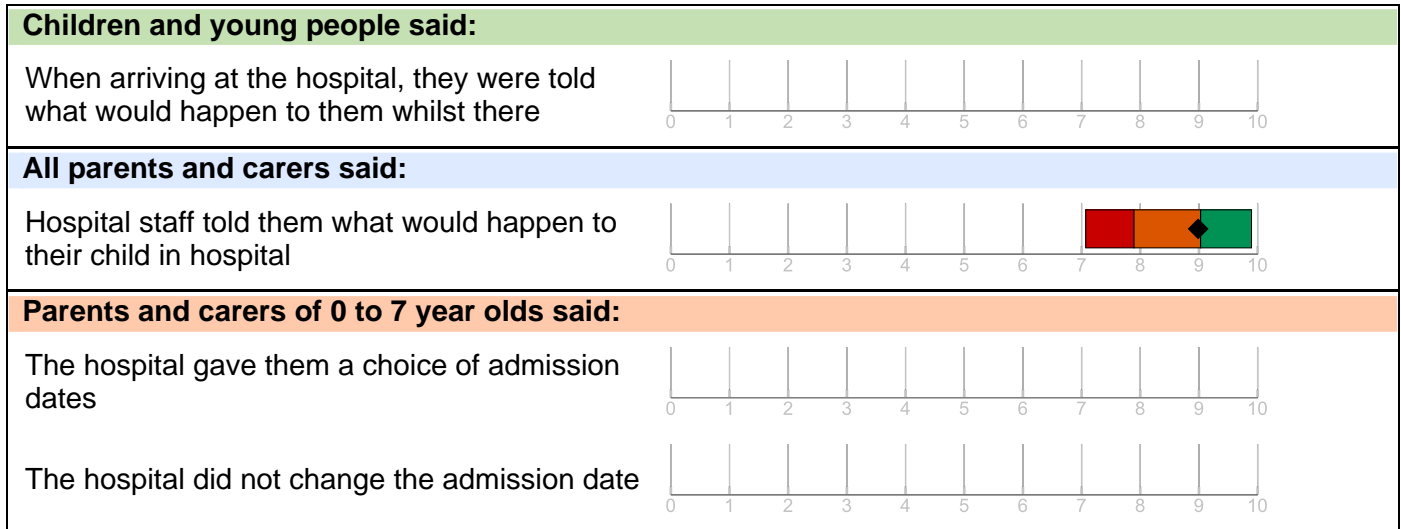 Children and young people said:
When arriving at the hospital, they were told
what would happen to them whilst there
0 1 2 3 4 5 6 7 8 9 10
All parents and carers said:
Hospital staff told them what would happen to
their child in hospital
0 1 2 3 4 5 6 7 8 9 10
Parents and carers of 0 to 7 year olds said:
The hospital gave them a choice of admission
dates
0 1 2 3 4 5 6 7 8 9 10
The hospital did not change the admission date
0 1 2 3 4 5 6 7 8 9 10